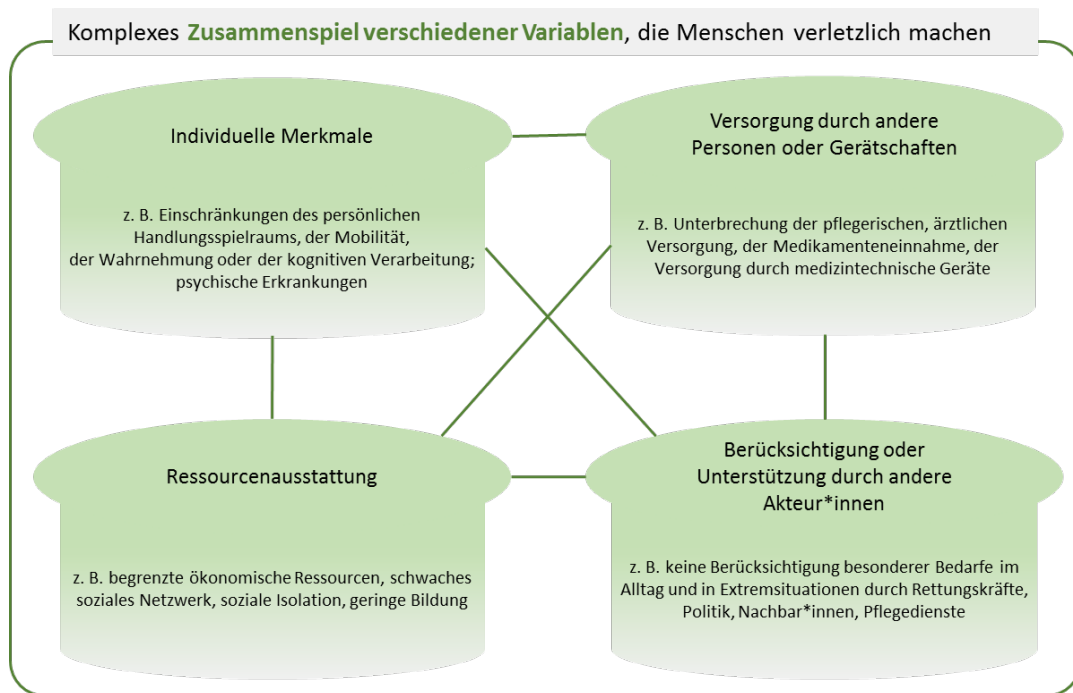 Komplexes Zusammenspiel verschiedener Variablen, die Menschen verletzlich machen
Individuelle Merkmale
z. B. Einschränkungen des persönlichen
Handlungsspielraums, der Mobilität,
der Wahrnehmung oder der kognitiven Verarbeitung;
psychische Erkrankungen
Versorgung durch andere
Personen oder Gerätschaften
z. B. Unterbrechung der pflegerischen, ärztlichen
Versorgung, der Medikamenteneinnahme, der
Versorgung durch medizintechnische Geräte
Ressourcenausstattung
z. B. begrenzte ökonomische Ressourcen, schwaches
soziales Netzwerk, soziale Isolation, geringe Bildung
Berücksichtigung oder
Unterstützung durch andere
Akteur*innen
z. B. keine Berücksichtigung besonderer Bedarfe im
Alltag und in Extremsituationen durch Rettungskräfte,
Politik, Nachbar*innen, Pflegedienste